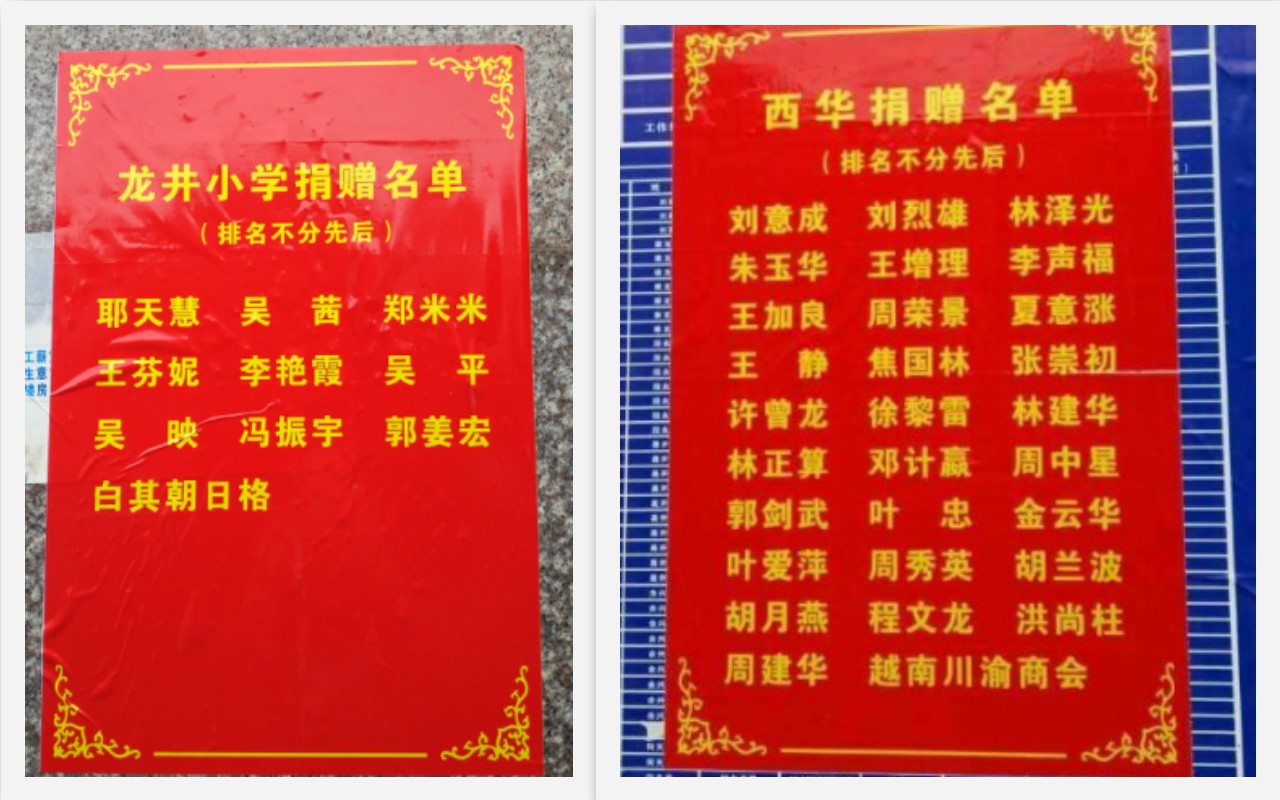 龙井小学捐赠名单
（排名不分先后）
耶天慧 吴茜 郑米米
王芬妮 李艳霞 吴平
吴映 冯振宇 郭姜宏
白其朝日格
西华捐赠名单
（排名不分先后）
刘意成 刘烈雄 林泽光
朱玉华 王增理 李声福
王加良 周荣景 夏意涨
王静 焦国林 张崇初
许曾龙 徐黎雷 林建华
林正算 邓计赢 周中星
郭剑武 叶忠 金云华
叶爱萍 周秀英 胡兰波
胡月燕 程文龙 洪尚柱
周建华 越南川渝商会